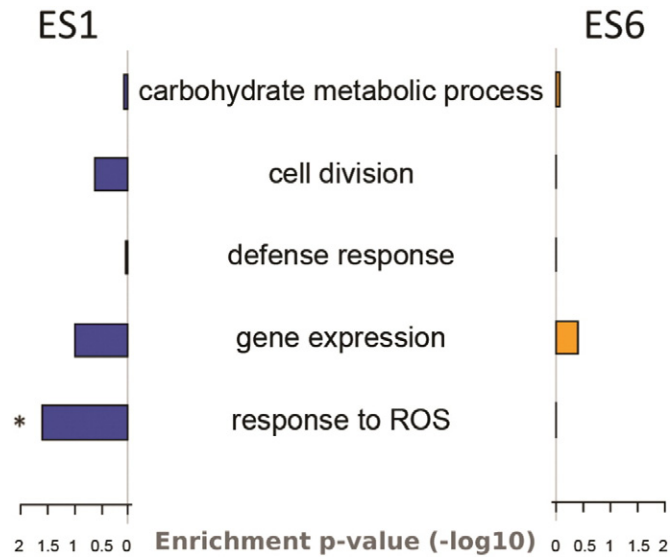 ES1 ES6
carbohydrate metabolic process
cell division
defense response
gene expression
* response to ROS
2 1.5 1 0.5 0 Enrichment p-value (-log10) 0 0.5 1 1.5 2